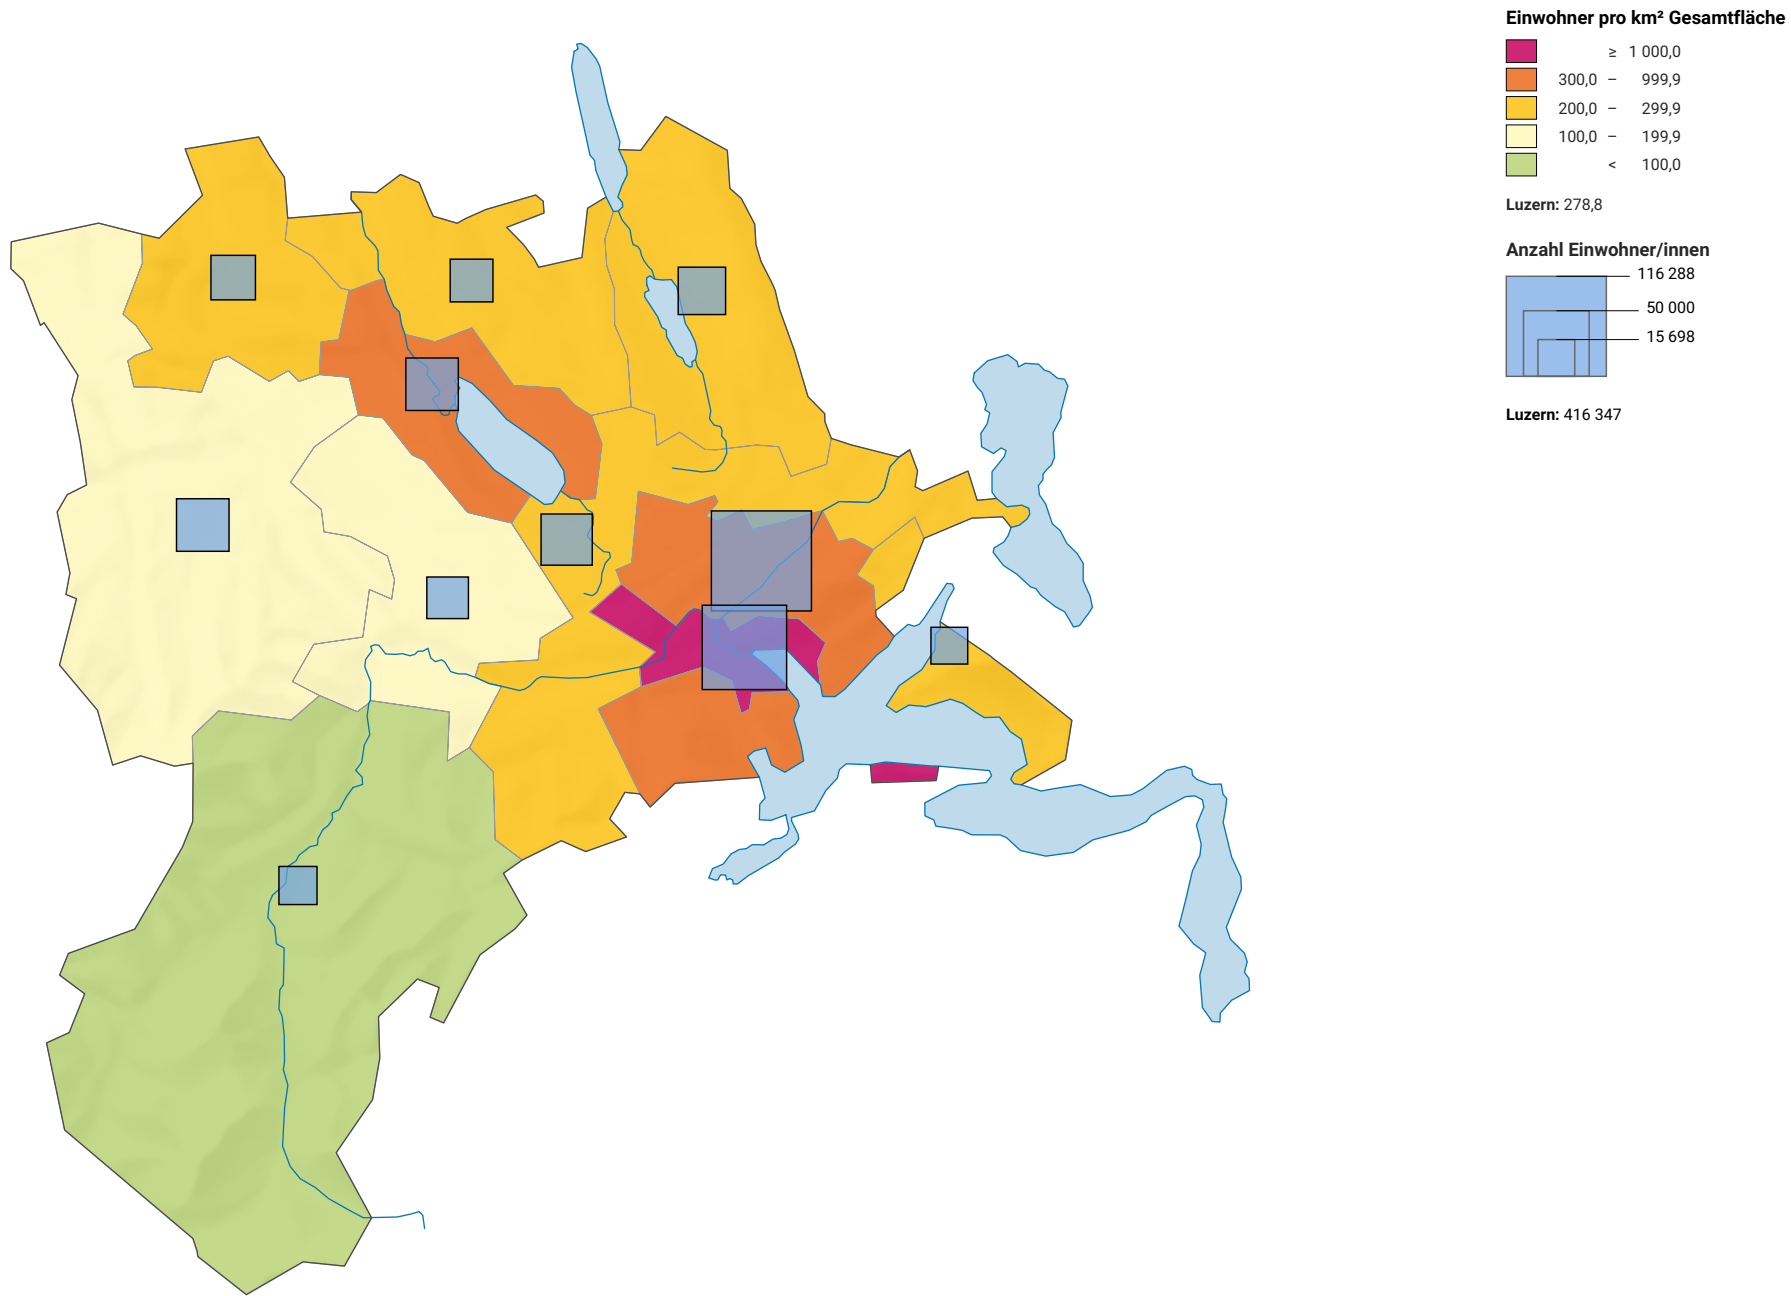 Einwohner pro km² Gesamtfläche
≥ 1 000,0
300,0 – 999,9
200,0 – 299,9
100,0 – 199,9
< 100,0
Luzern: 278,8
Anzahl Einwohner/innen
116 288
50 000
15 698
Luzern: 416 347